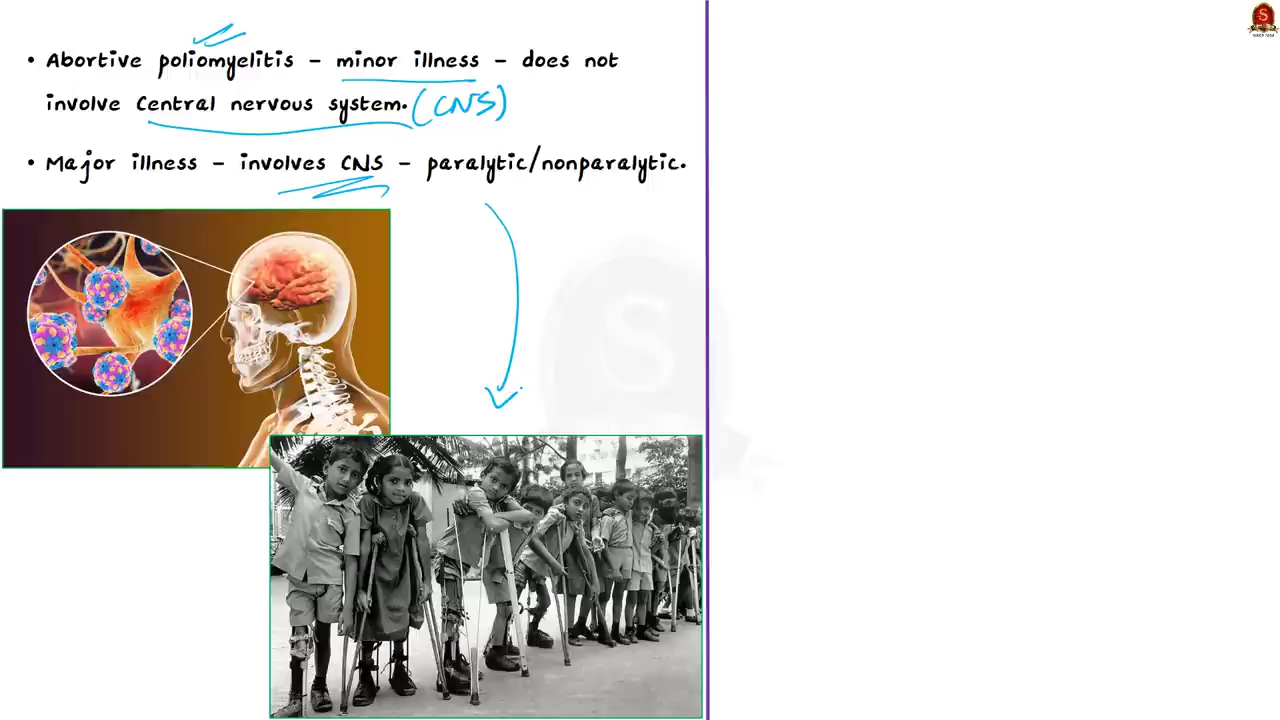 • Abortive poliomyelitis – minor illness – does not
involve Central nervous system. (CNS)
• Major illness – involves CNS – paralytic/nonparalytic.
S
S